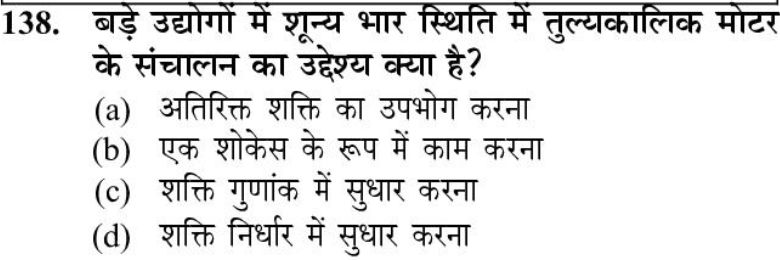 138. बड़े उद्योगों में शून्य भार स्थिति में तुल्यकालिक मोटर
के संचालन का उद्देश्य क्या है?
(a) अतिरिक्त शक्ति का उपभोग करना
(b) एक शोकेस के रूप में काम करना
(c) शक्ति गुणांक में सुधार करना
(d) शक्ति निर्धार में सुधार करना